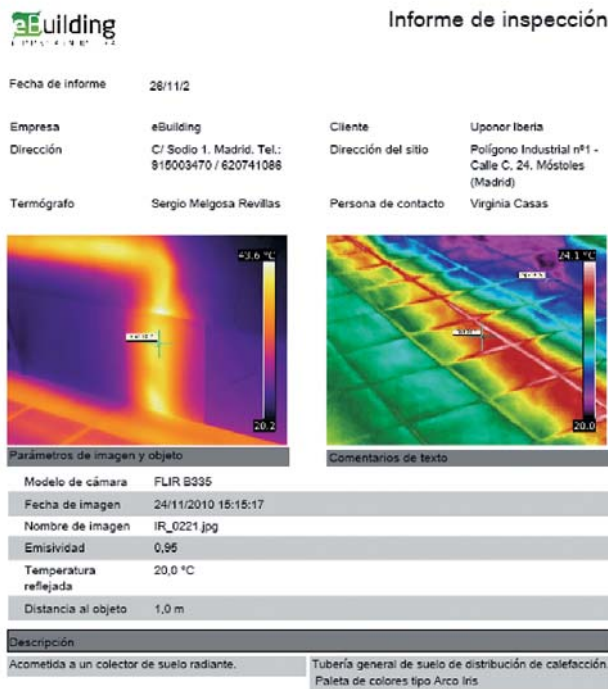 eBuilding
Informe de inspección
Fecha de informe 26/11/2
Empresa eBuilding Cliente Uponor Iberia
Dirección C/ Sodio 1. Madrid. Tel.: Dirección del sitio Polígono Industrial nº1 -
915003470 / 620741086 Calle C, 24. Móstoles
(Madrid)
Termógrafo Sergio Melgosa Revillas Persona de contacto Virginia Casas
43,6 °C 24,1 °C
20,2 20,0
Parámetros de imagen y objeto Comentarios de texto
Modelo de cámara FLIR B335
Fecha de imagen 24/11/2010 15:15:17
Nombre de imagen IR_0221.jpg
Emisividad 0,95
Temperatura 20,0 °C
reflejada
Distancia al objeto 1,0 m
Descripción
Acometida a un colector de suelo radiante. Tubería general de suelo de distribución de calefacción.
Paleta de colores tipo Arco Iris